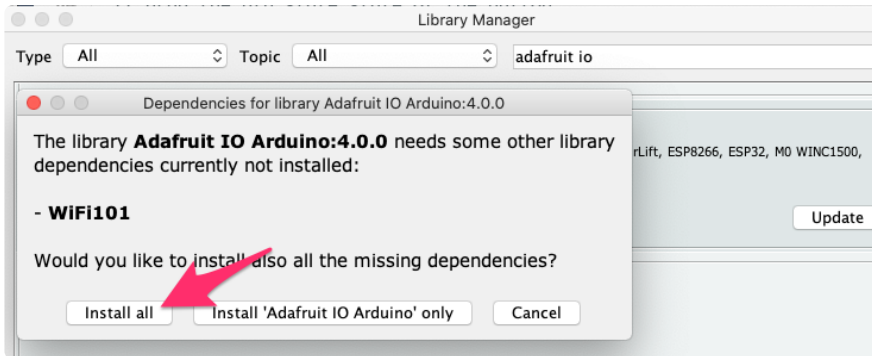 Library Manager
Type All Topic All adafruit io
Dependencies for library Adafruit IO Arduino:4.0.0
The library Adafruit IO Arduino:4.0.0 needs some other library
dependencies currently not installed:
- WiFi101
Would you like to install also all the missing dependencies?
Install all Install 'Adafruit IO Arduino' only Cancel
ESP8266, ESP32, M0 WINC1500,
Update